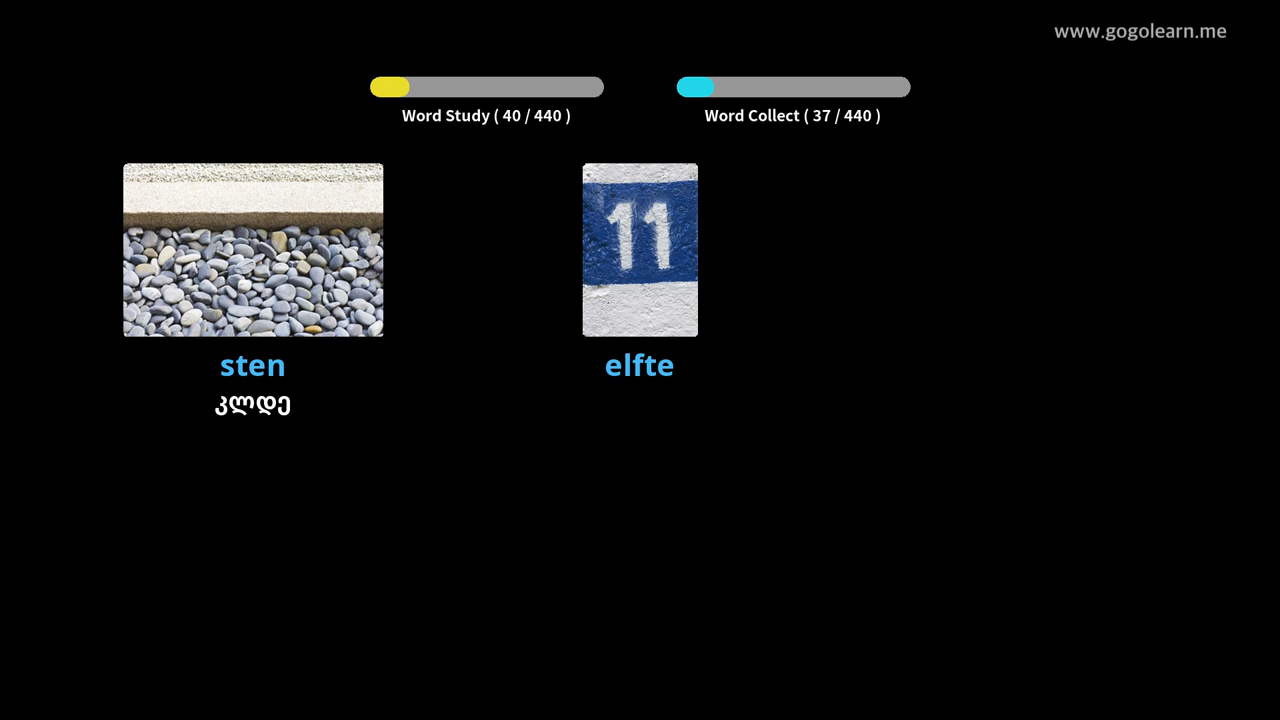 www.gogolearn.me
Word Study ( 40 / 440 )
Word Collect ( 37 / 440 )
11
sten
elfte
კლდე